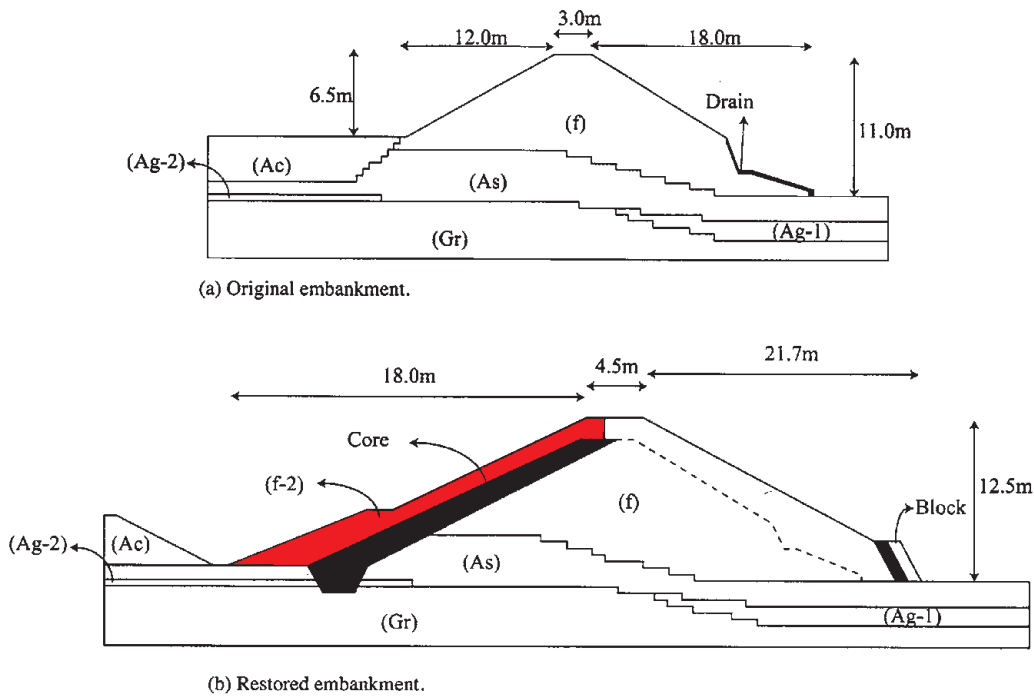 3.0m
12.0m
18.0m
6.5m
Drain
(f)
11.0m
(Ag-2)
(Ac)
(As)
(Gr)
(Ag-1)
(a) Original embankment.
21.7m
4.5m
18.0m
Core
(f-2)
12.5m
(f)
Block
(Ac)
(Ag-2)
(As)
(Gr)
(Ag-1)
(b) Restored embankment.